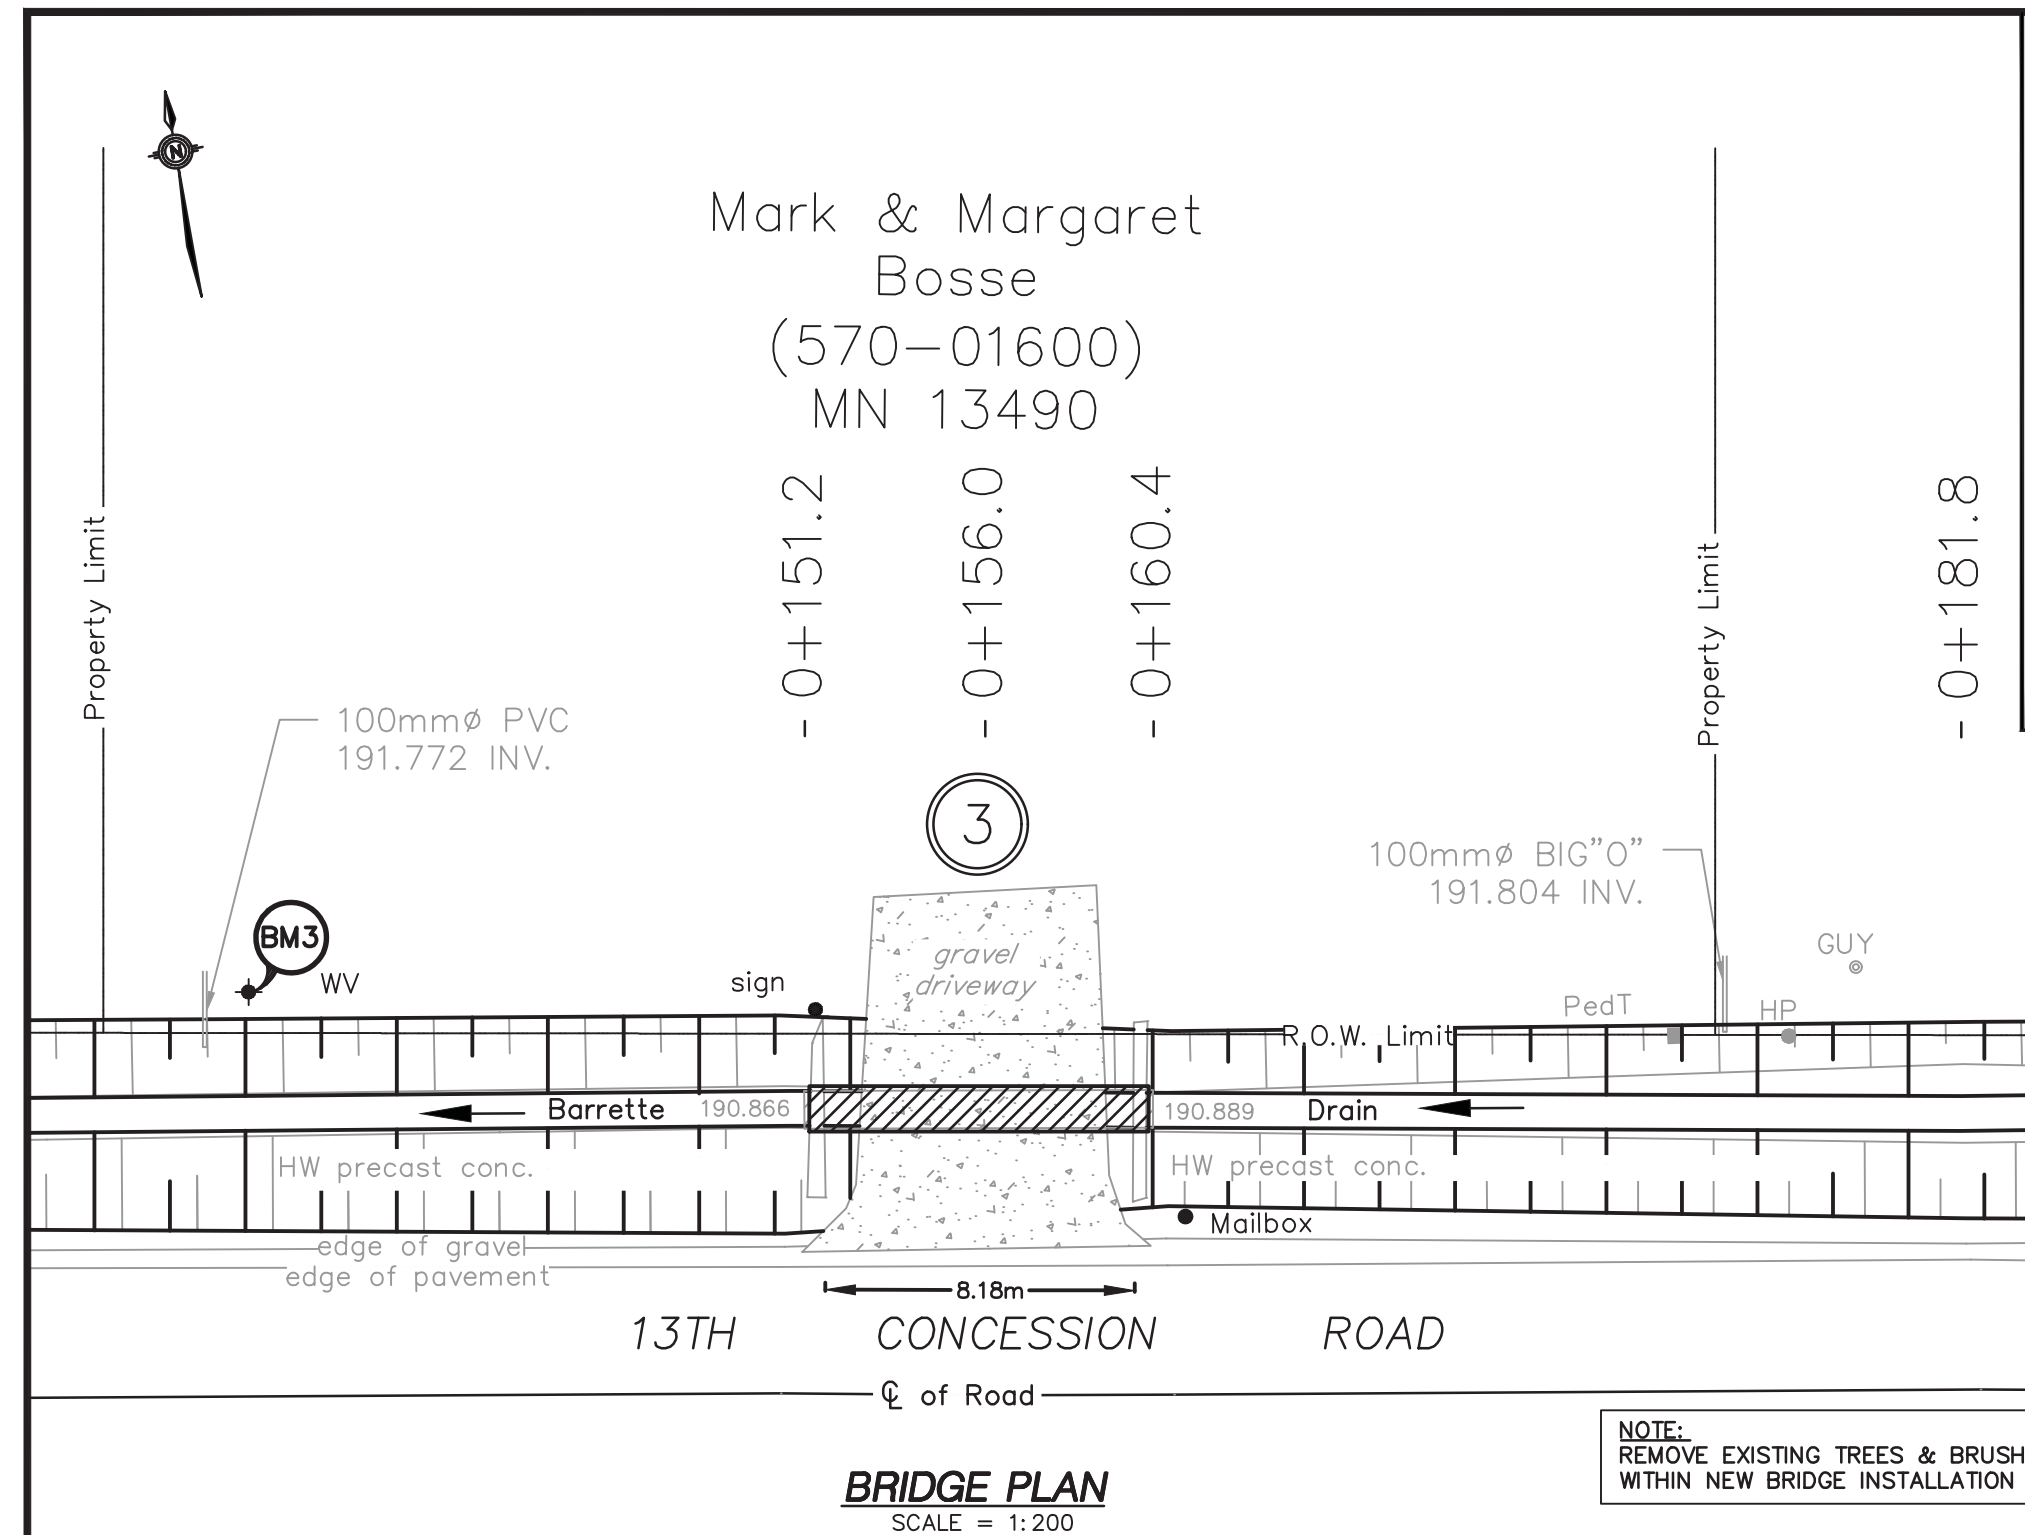 N
Mark & Margaret
Bosse
(570-01600)
MN 13490
- 0+151.2
- 0+156.0
- 0+160.4
- 0+181.8
Property Limit
Property Limit
100mmø PVC
191.772 INV.
3
100mmø BIG"O"
191.804 INV.
BM3
WV
sign
gravel
driveway
GUY
PedT
HP
R.O.W. Limit
Barrette
190.866
190.889
Drain
HW precast conc.
HW precast conc.
Mailbox
edge of gravel
edge of pavement
8.18m
13TH CONCESSION ROAD
℄ of Road
NOTE:
REMOVE EXISTING TREES & BRUSH
WITHIN NEW BRIDGE INSTALLATION
BRIDGE PLAN
SCALE = 1:200